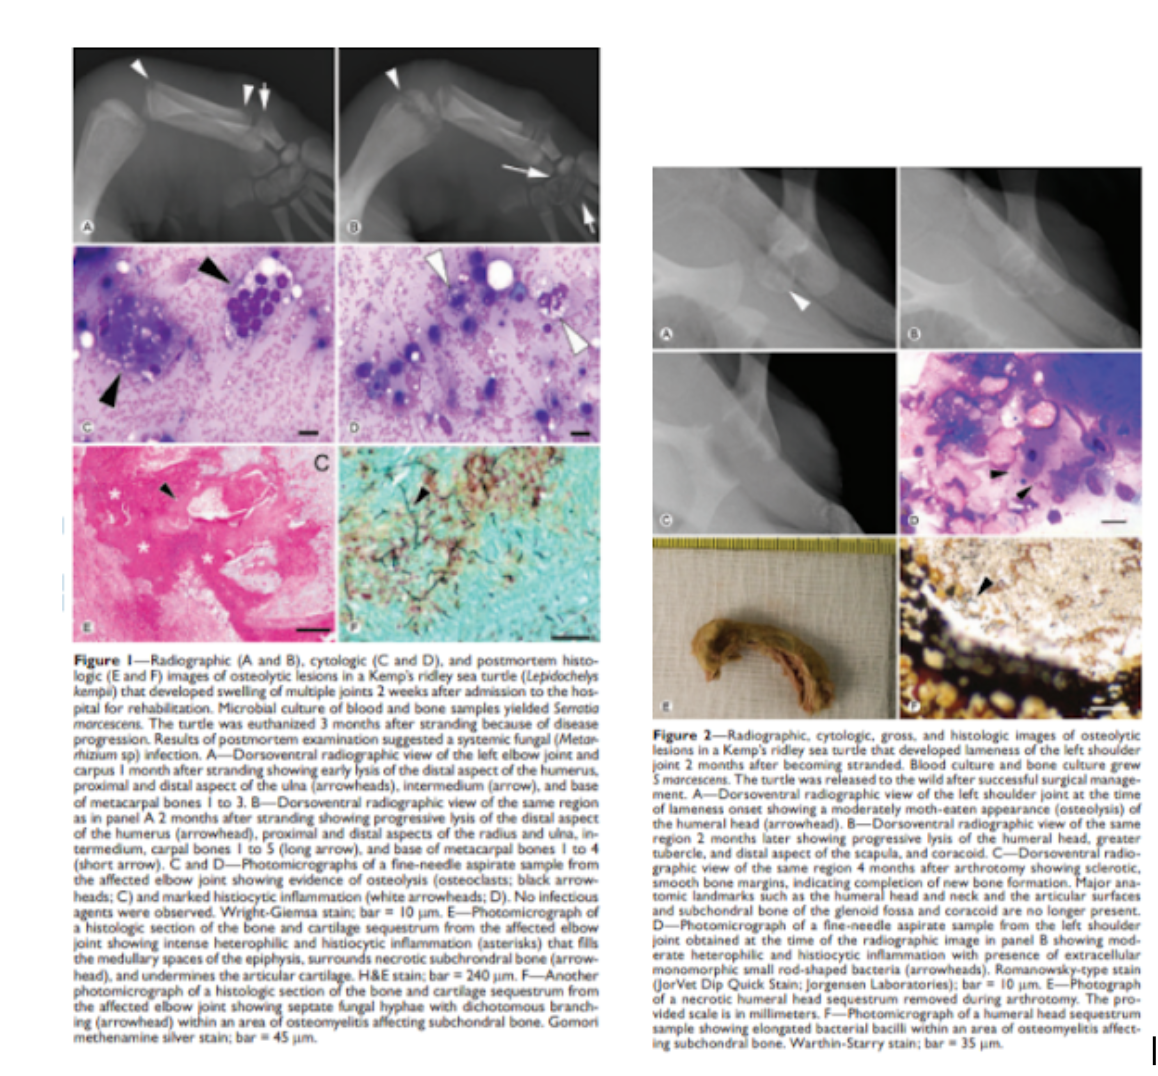 A
B
C
D
C
E
F
Figure 1—Radiographic (A and B), cytologic (C and D), and postmortem histo-
logic (E and F) images of osteolytic lesions in a Kemp's ridley sea turtle (Lepidochelys
kempii) that developed swelling of multiple joints 2 weeks after admission to the hos-
pital for rehabilitation. Microbial culture of blood and bone samples yielded Serratia
marcescens. The turtle was euthanized 3 months after stranding because of disease
progression. Results of postmortem examination suggested a systemic fungal (Metar-
rhizium sp) infection. A—Dorsoventral radiographic view of the left elbow joint and
carpus 1 month after stranding showing early lysis of the distal aspect of the humerus,
proximal and distal aspect of the ulna (arrowheads), intermedium (arrow), and base
of metacarpal bones 1 to 3. B—Dorsoventral radiographic view of the same region
as in panel A 2 months after stranding showing progressive lysis of the distal aspect
of the humerus (arrowhead), proximal and distal aspects of the radius and ulna, in-
termedium, carpal bones 1 to 5 (long arrow), and base of metacarpal bones 1 to 4
(short arrow). C and D—Photomicrographs of a fine-needle aspirate sample from
the affected elbow joint showing evidence of osteolysis (osteoclasts; black arrow-
heads; C) and marked histiocytic inflammation (white arrowheads; D). No infectious
agents were observed. Wright-Giemsa stain; bar = 10 μm. E—Photomicrograph of
a histologic section of the bone and cartilage sequestrum from the affected elbow
joint showing intense heterophilic and histiocytic inflammation (asterisks) that fills
the medullary spaces of the epiphysis, surrounds necrotic subchrondral bone (arrow-
head), and undermines the articular cartilage. H&E stain; bar = 240 μm. F—Another
photomicrograph of a histologic section of the bone and cartilage sequestrum from
the affected elbow joint showing septate fungal hyphae with dichotomous branch-
ing (arrowhead) within an area of osteomyelitis affecting subchondral bone. Gomori
methenamine silver stain; bar = 45 μm.
A
B
C
D
E
F
Figure 2—Radiographic, cytologic, gross, and histologic images of osteolytic
lesions in a Kemp's ridley sea turtle that developed lameness of the left shoulder
joint 2 months after becoming stranded. Blood culture and bone culture grew
S marcescens. The turtle was released to the wild after successful surgical manage-
ment. A—Dorsoventral radiographic view of the left shoulder joint at the time
of lameness onset showing a moderately moth-eaten appearance (osteolysis) of
the humeral head (arrowhead). B—Dorsoventral radiographic view of the same
region 2 months later showing progressive lysis of the humeral head, greater
tubercle, and distal aspect of the scapula, and coracoid. C—Dorsoventral radio-
graphic view of the same region 4 months after arthrotomy showing sclerotic,
smooth bone margins, indicating completion of new bone formation. Major ana-
tomic landmarks such as the humeral head and neck and the articular surfaces
and subchondral bone of the glenoid fossa and coracoid are no longer present.
D—Photomicrograph of a fine-needle aspirate sample from the left shoulder
joint obtained at the time of the radiographic image in panel B showing mod-
erate heterophilic and histiocytic inflammation with presence of extracellular
monomorphic small rod-shaped bacteria (arrowheads). Romanowsky-type stain
(JorVet Dip Quick Stain; Jorgensen Laboratories); bar = 10 μm. E—Photograph
of a necrotic humeral head sequestrum removed during arthrotomy. The pro-
vided scale is in millimeters. F—Photomicrograph of a humeral head sequestrum
sample showing elongated bacterial bacilli within an area of osteomyelitis affect-
ing subchondral bone. Warthin-Starry stain; bar = 35 μm.